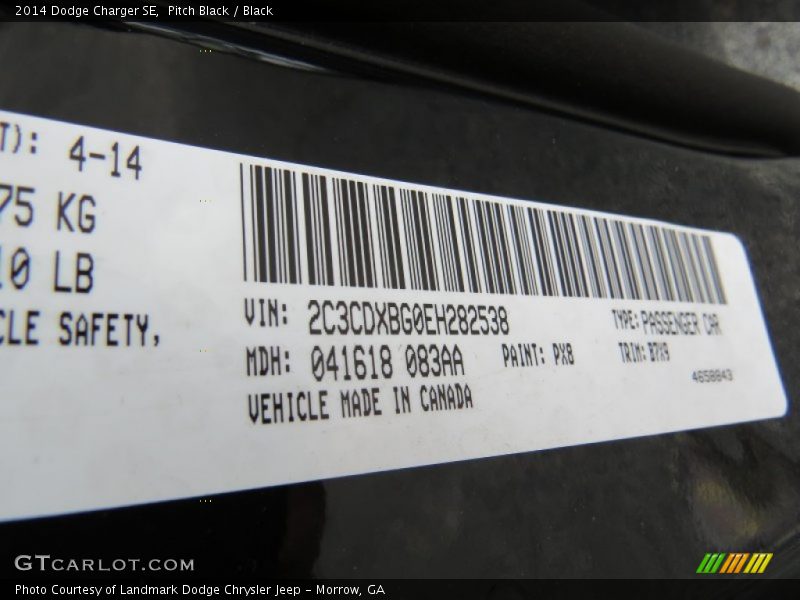 2014 Dodge Charger SE, Pitch Black / Black
T): 4-14
75 KG
10 LB
CLE SAFETY,
VIN: 2C3CDXBG0EH282538
TYPE: PASSENGER CAR
MDH: 041618 083AA
PAINT: PX8
TRIM: B7X9
VEHICLE MADE IN CANADA
4658843
GTCARLOT.COM
Photo Courtesy of Landmark Dodge Chrysler Jeep – Morrow, GA